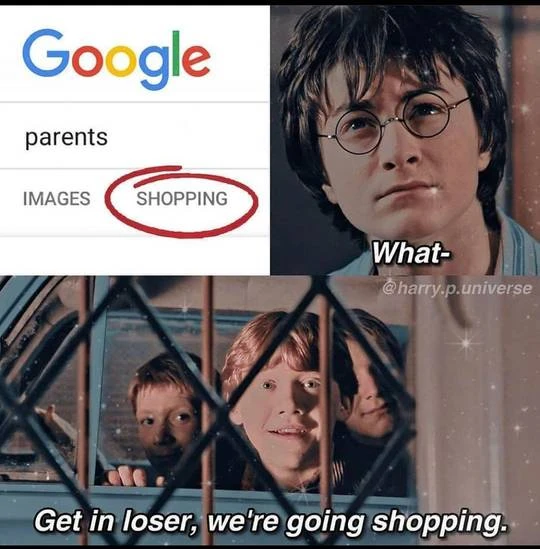 Google
parents
IMAGES SHOPPING
What-
@harry.p.universe
Get in loser, we're going shopping.